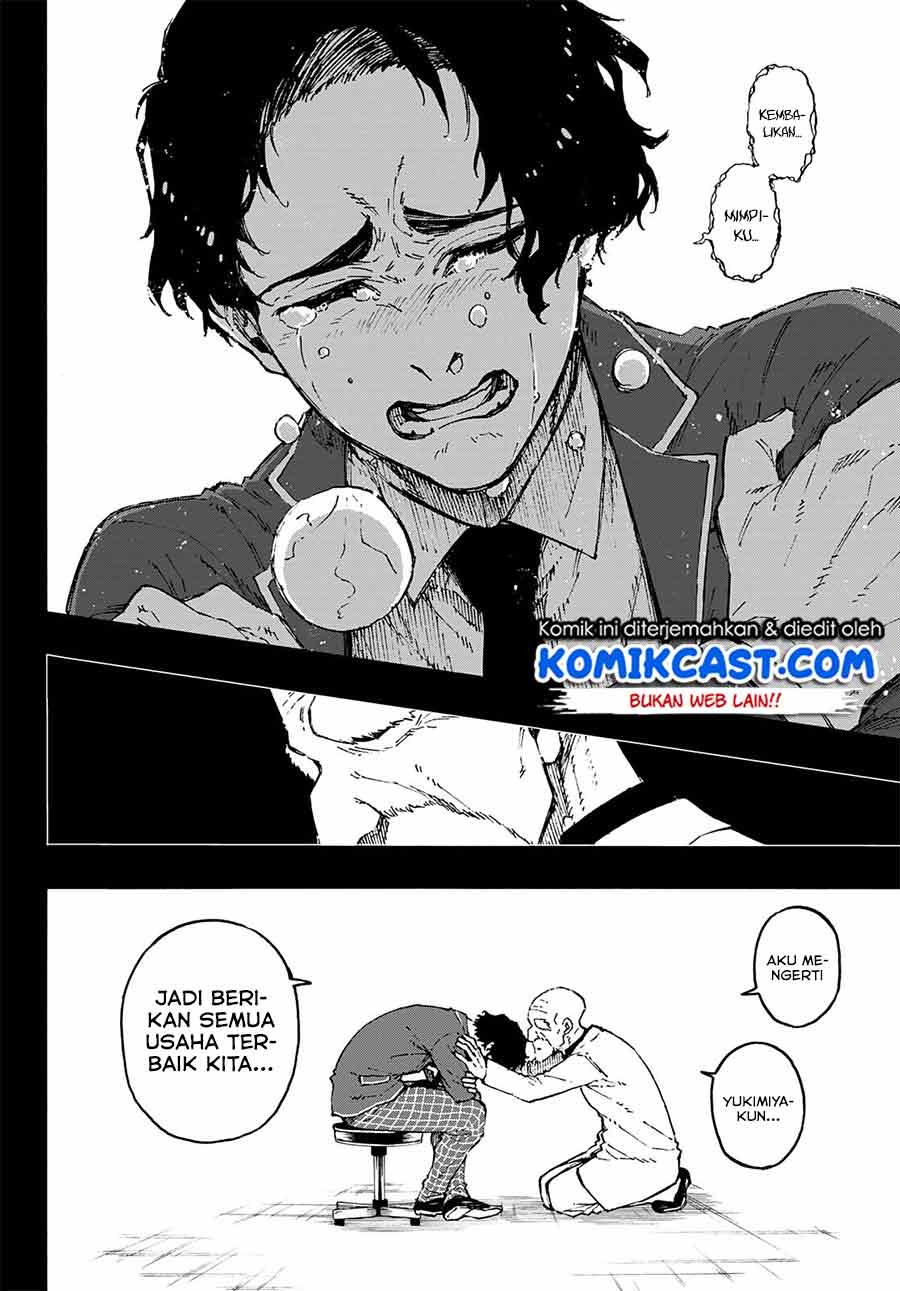 KEMBA-
LIKAN...
MIMPI-
KU...
Komik ini diterjemahkan & diedit oleh
KOMIKCAST.COM
BUKAN WEB LAIN!!
AKU ME-
NGERTI
YUKIMIYA-
KUN...
JADI BERI-
KAN SEMUA
USAHA TER-
BAIK KITA...